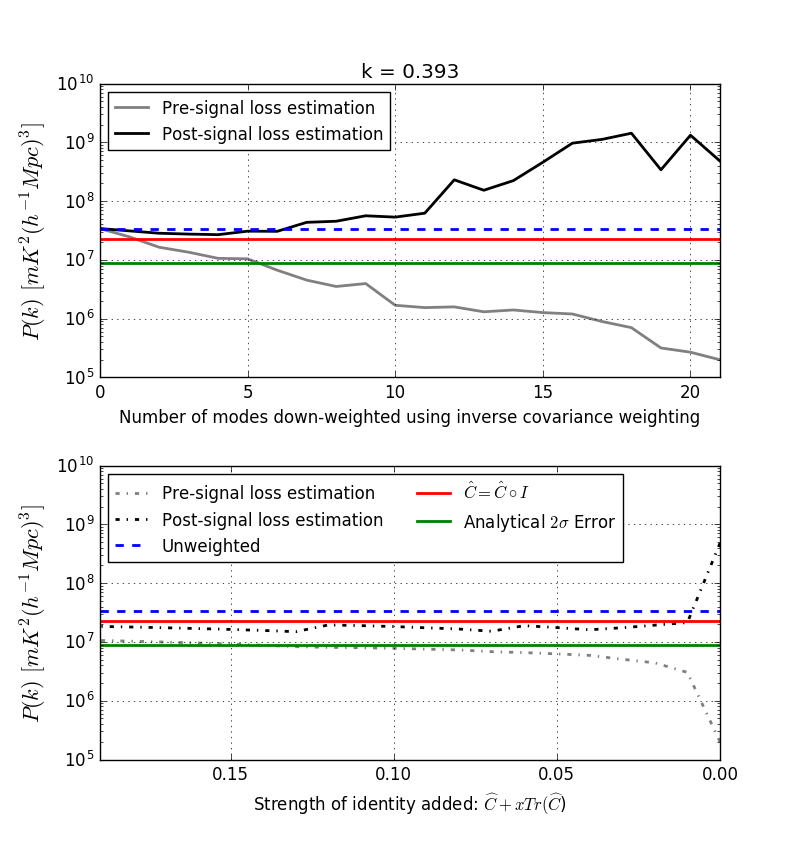 k = 0.393
10^10
10^9
10^8
10^7
10^6
10^5
P(k) [mK^2(h^-1Mpc)^3]
Pre-signal loss estimation
Post-signal loss estimation
0 5 10 15 20
Number of modes down-weighted using inverse covariance weighting
10^10
10^9
10^8
10^7
10^6
10^5
P(k) [mK^2(h^-1Mpc)^3]
Pre-signal loss estimation
Post-signal loss estimation
Unweighted
Ĉ = Ĉ ∘ I
Analytical 2σ Error
0.15 0.10 0.05 0.00
Strength of identity added: Ĉ + xTr(Ĉ)